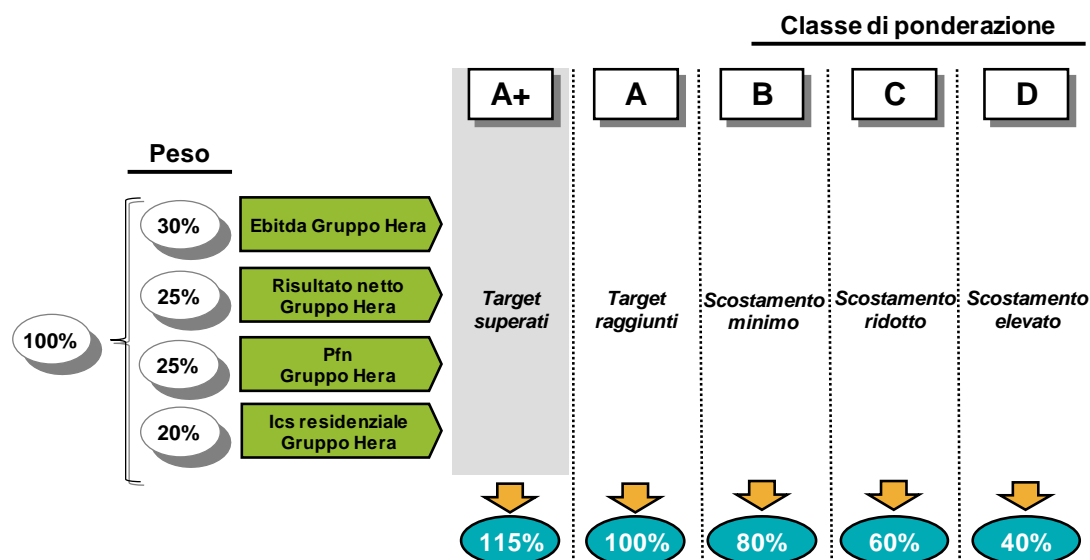 Classe di ponderazione
A+
A
B
C
D
Peso
100%
30%
Ebitda Gruppo Hera
25%
Risultato netto
Gruppo Hera
25%
Pfn
Gruppo Hera
20%
Ics residenziale
Gruppo Hera
Target
superati
Target
raggiunti
Scostamento
minimo
Scostamento
ridotto
Scostamento
elevato
115%
100%
80%
60%
40%